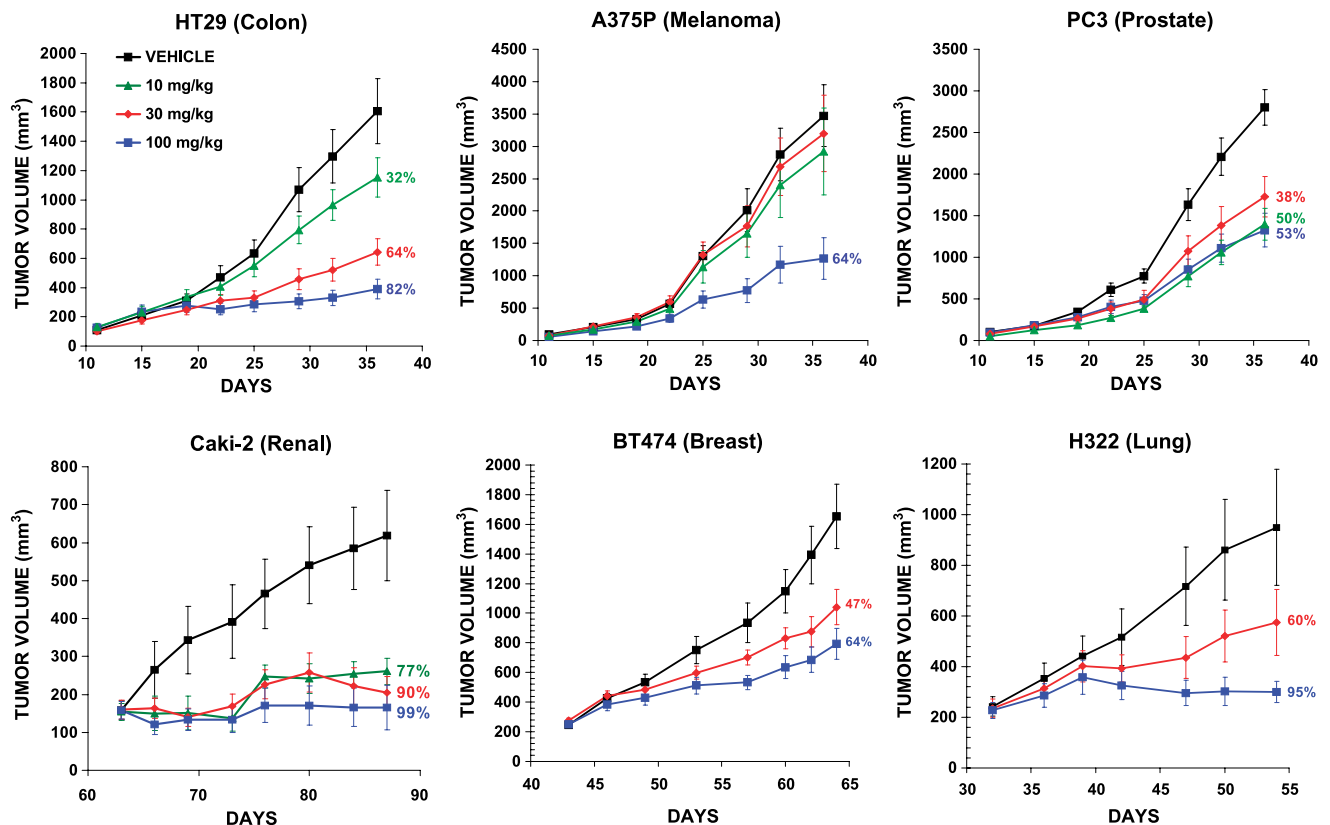 HT29 (Colon)
TUMOR VOLUME (mm³)
2000
1800
1600
1400
1200
1000
800
600
400
200
0
VEHICLE
10 mg/kg
30 mg/kg
100 mg/kg
32%
64%
82%
10 15 20 25 30 35 40
DAYS
A375P (Melanoma)
TUMOR VOLUME (mm³)
4500
4000
3500
3000
2500
2000
1500
1000
500
0
64%
10 15 20 25 30 35 40
DAYS
PC3 (Prostate)
TUMOR VOLUME (mm³)
3500
3000
2500
2000
1500
1000
500
0
38%
50%
53%
10 15 20 25 30 35 40
DAYS
Caki-2 (Renal)
TUMOR VOLUME (mm³)
800
700
600
500
400
300
200
100
0
77%
90%
99%
60 70 80 90
DAYS
BT474 (Breast)
TUMOR VOLUME (mm³)
2000
1800
1600
1400
1200
1000
800
600
400
200
0
47%
64%
40 45 50 55 60 65
DAYS
H322 (Lung)
TUMOR VOLUME (mm³)
1200
1000
800
600
400
200
0
60%
95%
30 35 40 45 50 55
DAYS